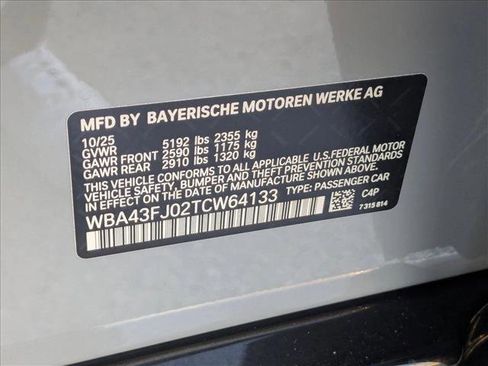 MFD BY BAYERISCHE MOTOREN WERKE AG
10/25
GVWR 5192 lbs 2355 kg
GAWR FRONT 2590 lbs 1175 kg
GAWR REAR 2910 lbs 1320 kg
THIS VEHICLE CONFORMS TO ALL APPLICABLE U.S. FEDERAL MOTOR
VEHICLE SAFETY, BUMPER AND THEFT PREVENTION STANDARDS
IN EFFECT ON THE DATE OF MANUFACTURE SHOWN ABOVE.
WBA43FJ02TCW64133 TYPE: PASSENGER CAR
C4P
7 315 814